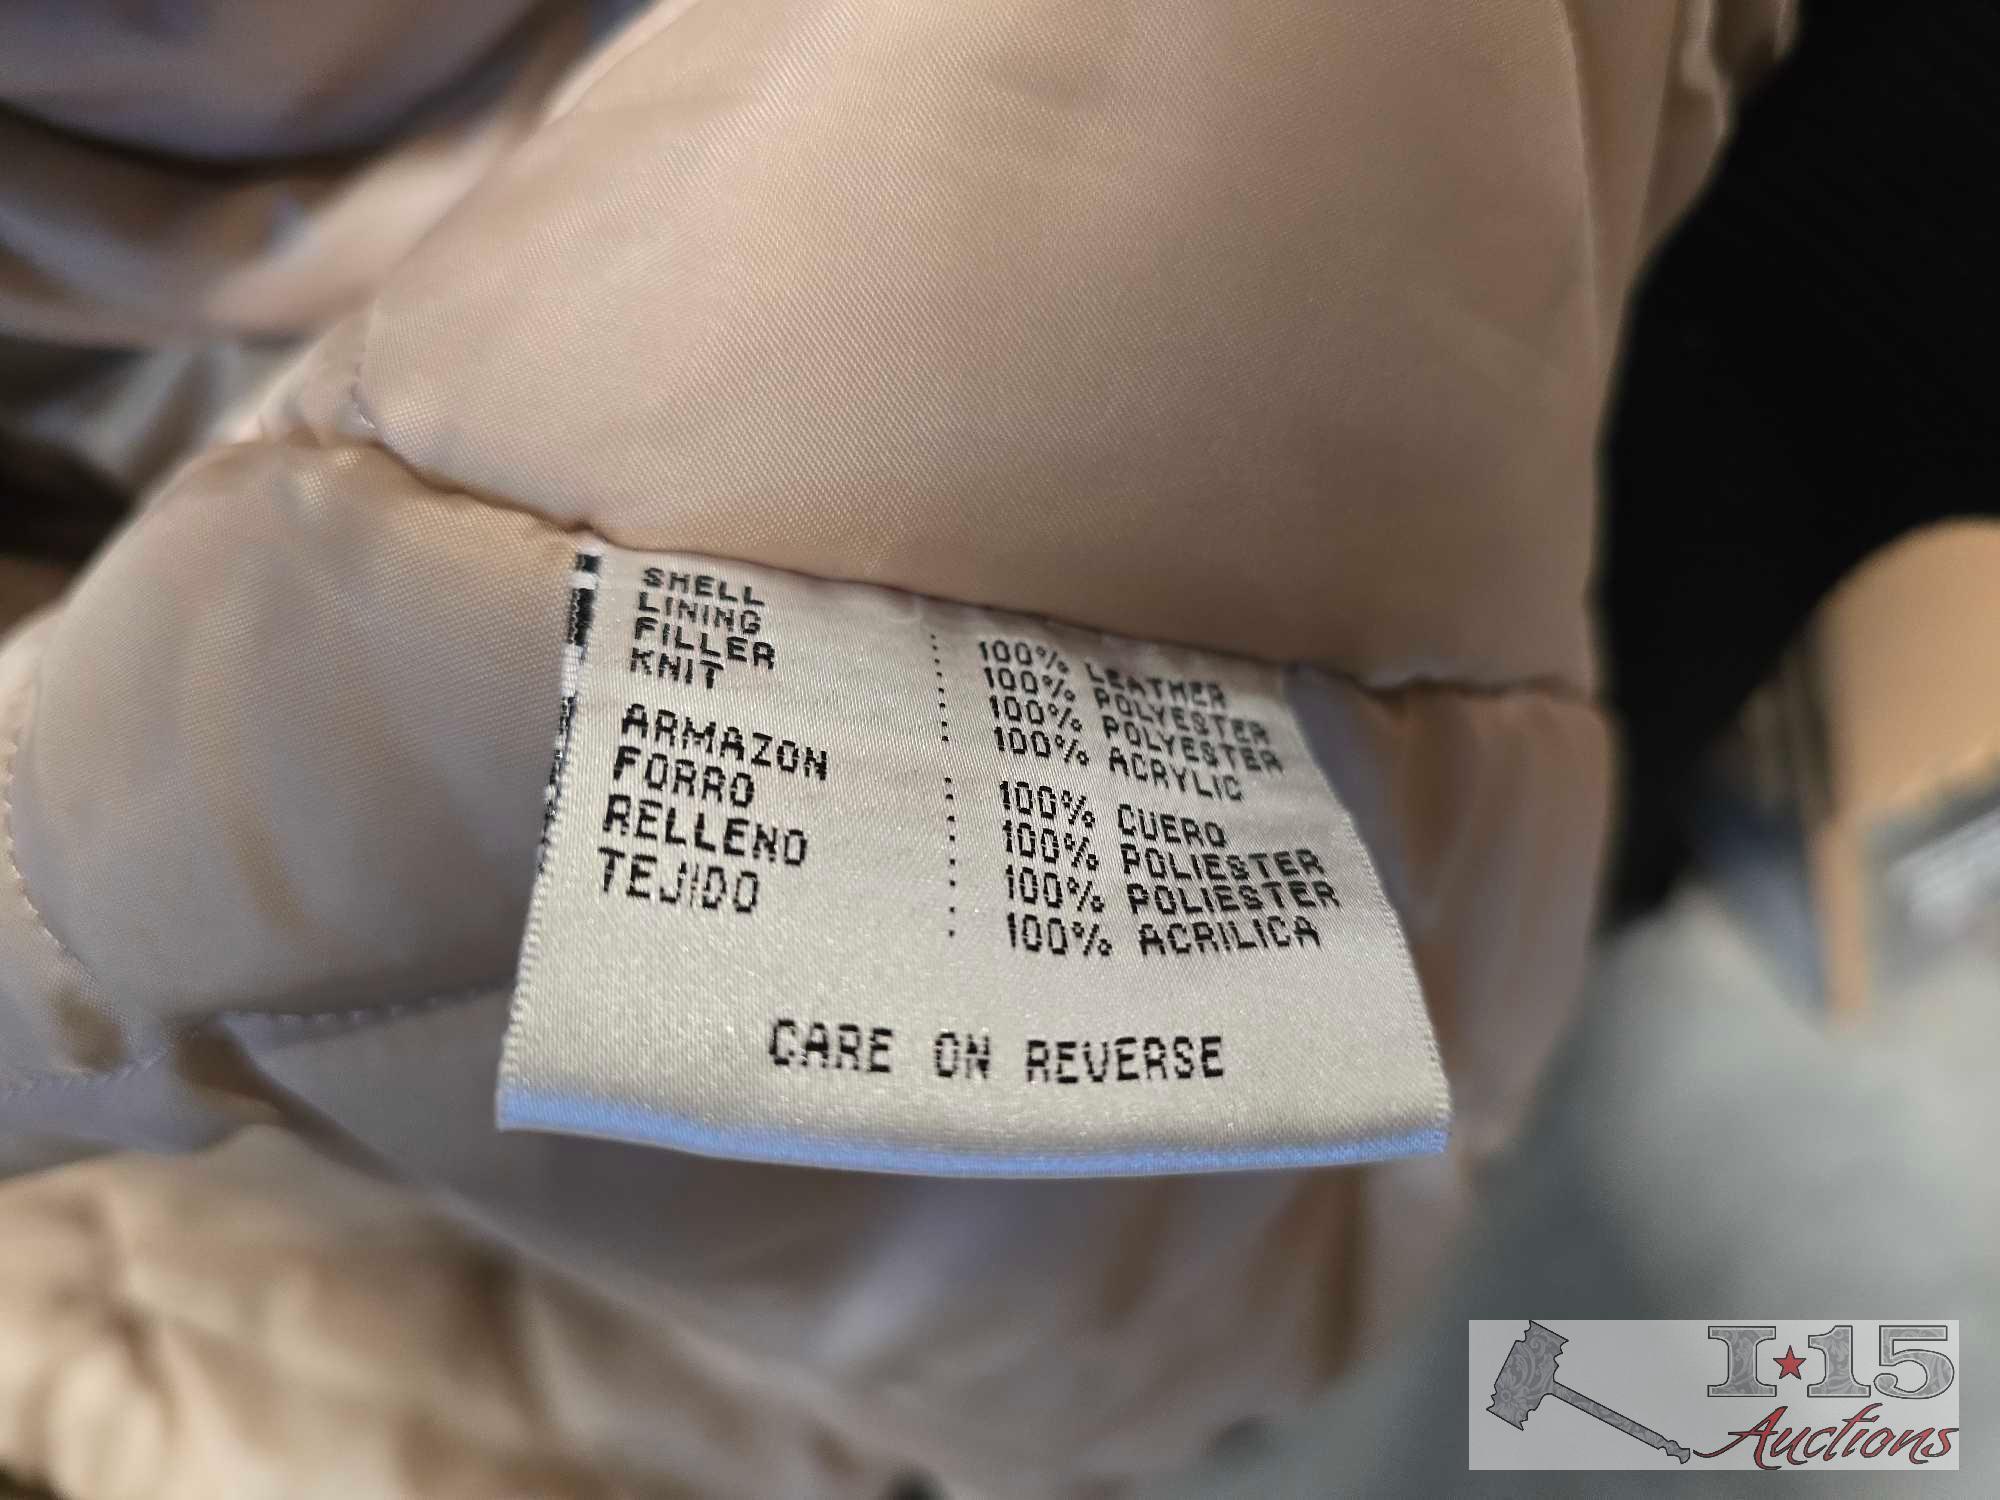 SHELL : 100% LEATHER
LINING : 100% POLYESTER
FILLER : 100% POLYESTER
KNIT : 100% ACRYLIC
ARMAZON : 100% CUERO
FORRO : 100% POLIESTER
RELLENO : 100% POLIESTER
TEJIDO : 100% ACRILICA
CARE ON REVERSE
I-15
Auctions